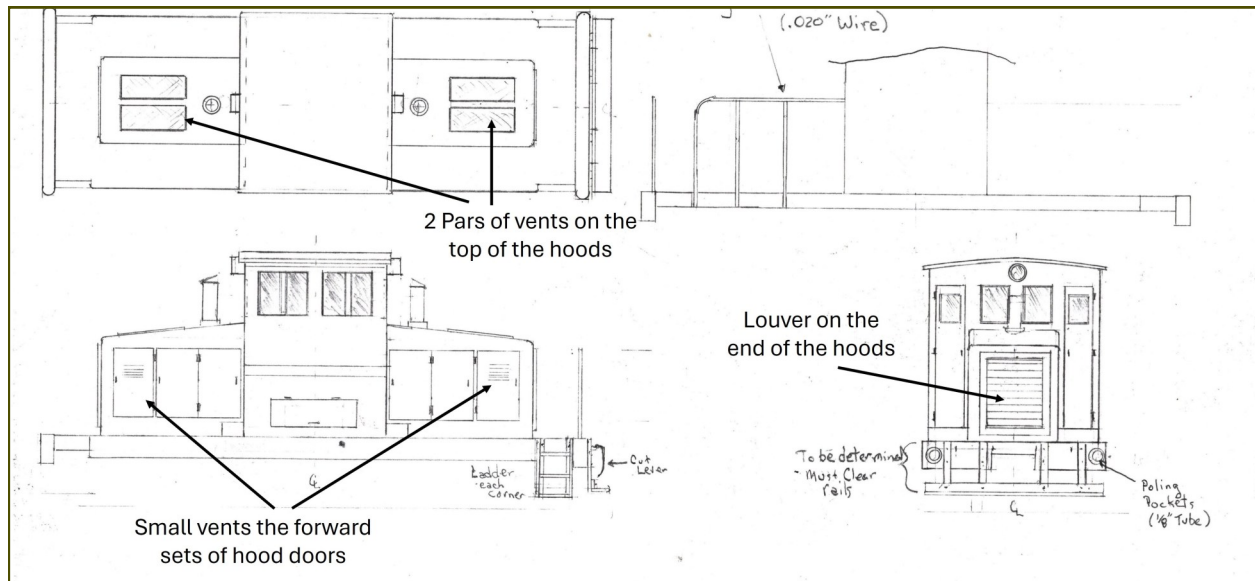 (.020" Wire)
2 Pars of vents on the
top of the hoods
Louver on the
end of the hoods
Small vents the forward
sets of hood doors
Ladder
each
corner
Cut
Lever
To be determined
- Must Clear
rails
Poling
Pockets
(1/8" Tube)